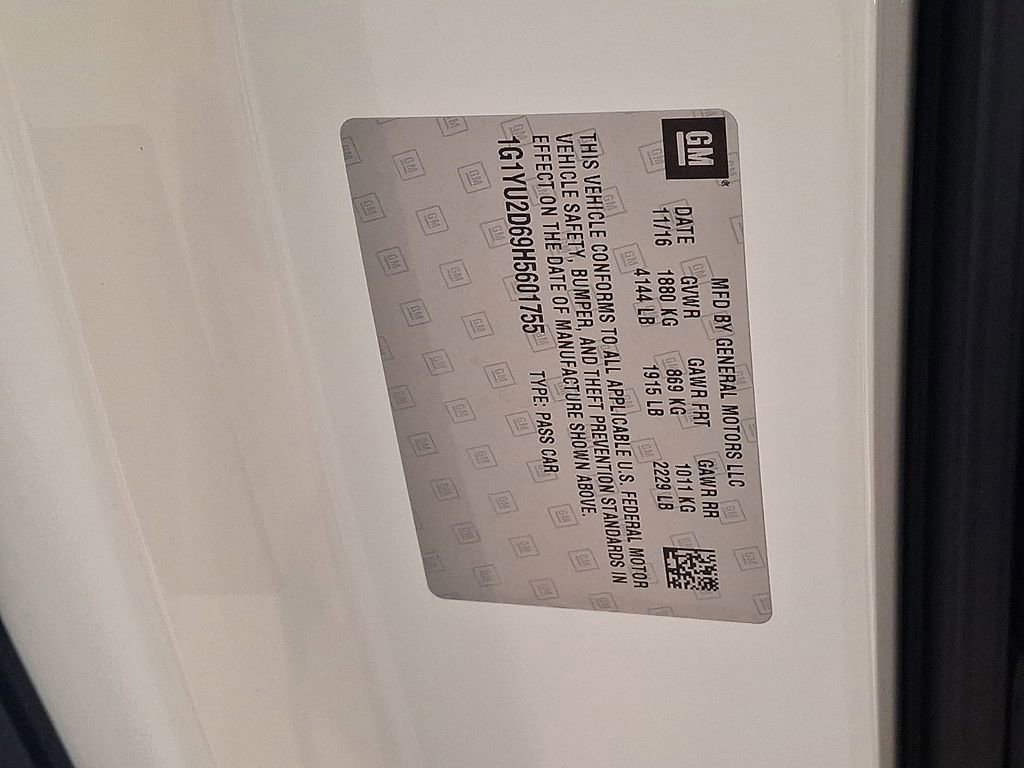 GM
MFD BY GENERAL MOTORS LLC
DATE GVWR GAWR FRT GAWR RR
11/16 1880 KG 869 KG 1011 KG
4144 LB 1915 LB 2229 LB
THIS VEHICLE CONFORMS TO ALL APPLICABLE U.S. FEDERAL MOTOR
VEHICLE SAFETY, BUMPER, AND THEFT PREVENTION STANDARDS IN
EFFECT ON THE DATE OF MANUFACTURE SHOWN ABOVE.
1G1YU2D69H5601755 TYPE: PASS CAR